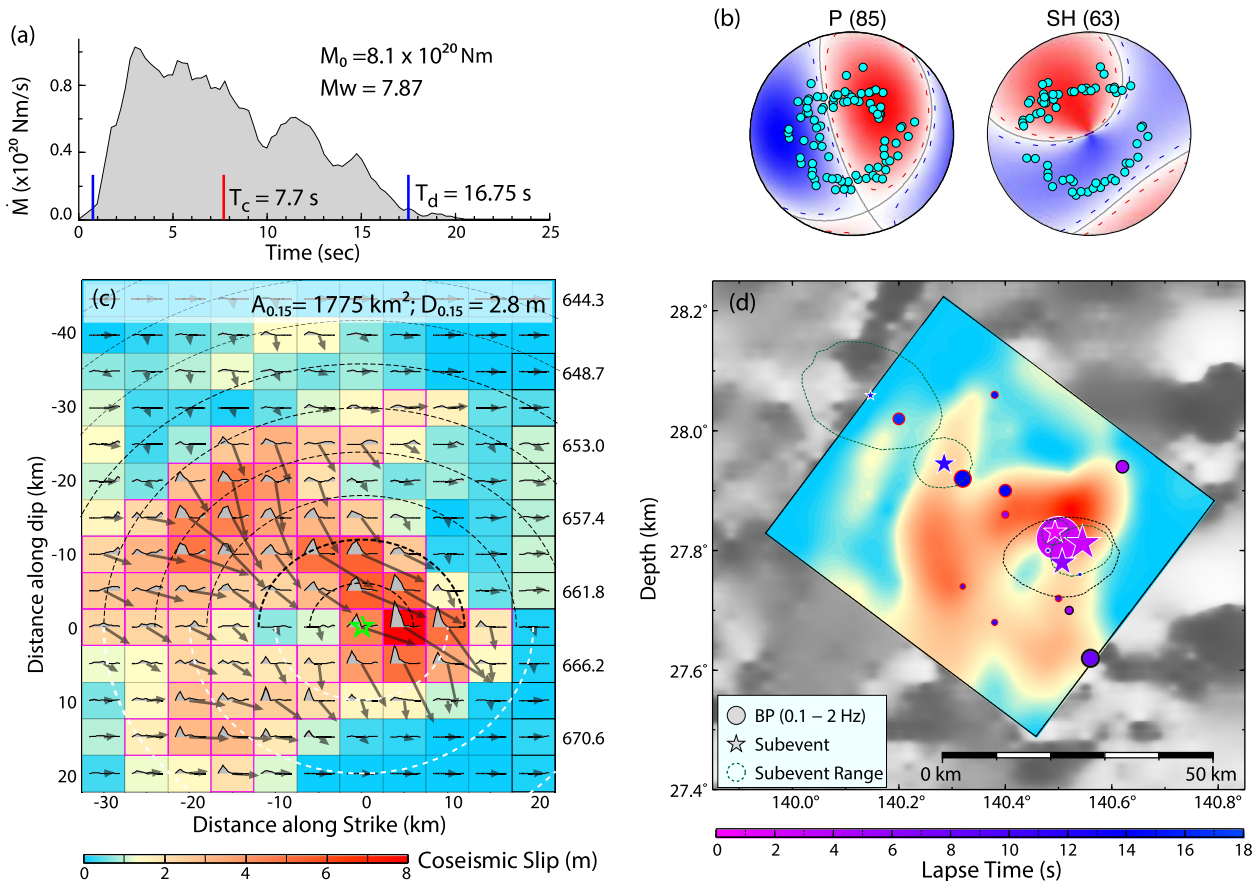 (a)
M₀ =8.1 x 10²⁰ Nm
Mw = 7.87
Ṁ (x10²⁰ Nm/s)
0.8
0.4
0.0
T_c = 7.7 s
T_d = 16.75 s
0 5 10 15 20 25
Time (sec)
(b)
P (85)
SH (63)
(c)
A₀.₁₅= 1775 km²; D₀.₁₅ = 2.8 m
Distance along dip (km)
-40
-30
-20
-10
0
10
20
644.3
648.7
653.0
657.4
661.8
666.2
670.6
-30 -20 -10 0 10 20
Distance along Strike (km)
0 2 4 6 8
Coseismic Slip (m)
(d)
Depth (km)
28.2°
28.0°
27.8°
27.6°
27.4°
BP (0.1 – 2 Hz)
Subevent
Subevent Range
0 km
50 km
140.0° 140.2° 140.4° 140.6° 140.8°
0 2 4 6 8 10 12 14 16 18
Lapse Time (s)